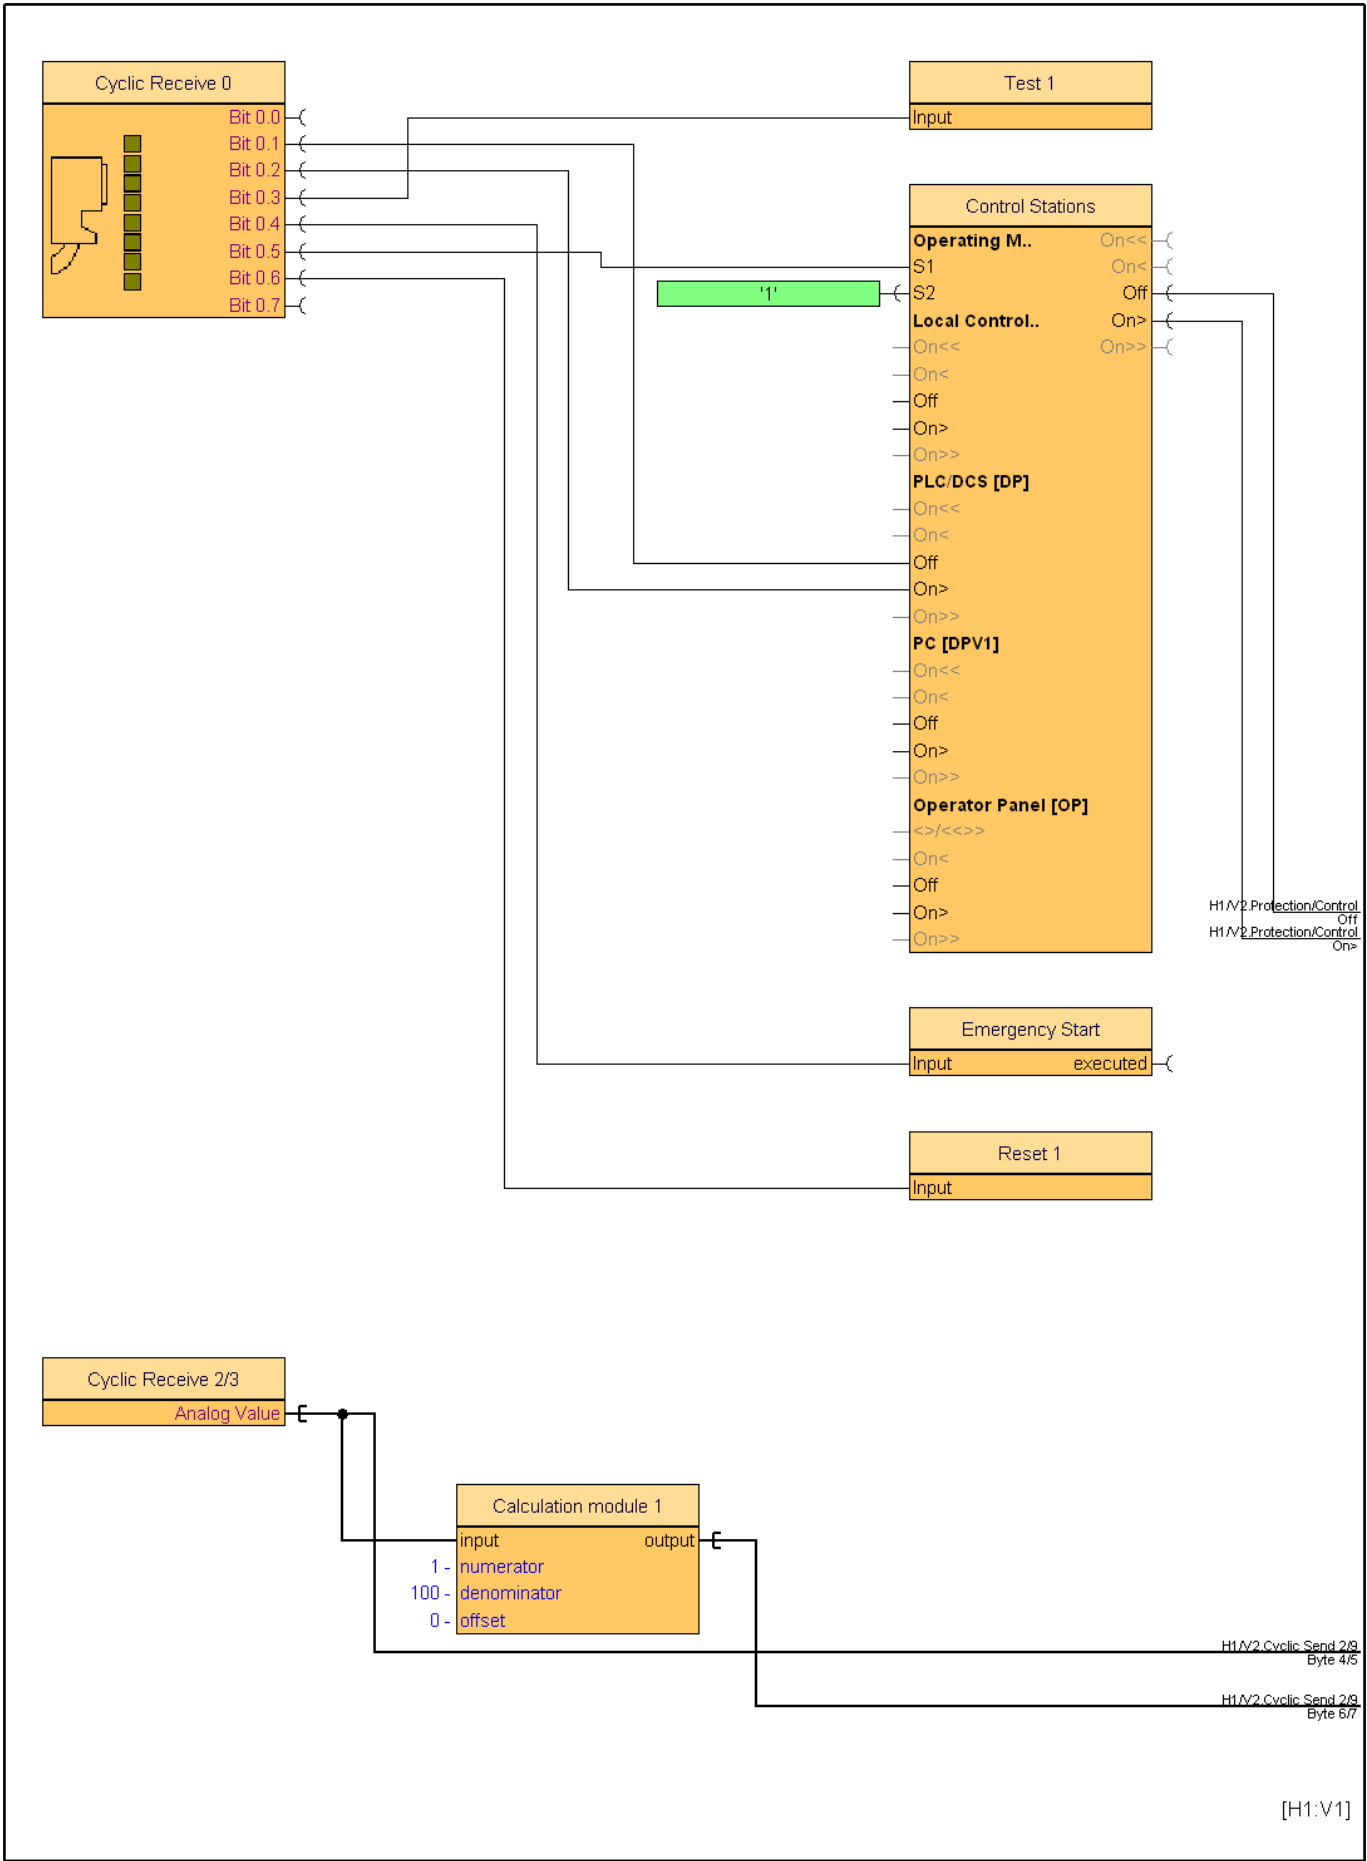 Cyclic Receive 0
Bit 0.0
Bit 0.1
Bit 0.2
Bit 0.3
Bit 0.4
Bit 0.5
Bit 0.6
Bit 0.7
Test 1
Input
Control Stations
Operating M.. On<<
S1 On<
'1' S2 Off
Local Control.. On>
On<< On>>
On<
Off
On>
On>>
PLC/DCS [DP]
On<<
On<
Off
On>
On>>
PC [DPV1]
On<<
On<
Off
On>
On>>
Operator Panel [OP]
<>/<<>>
On<
Off
On>
On>>
H1/V2.Protection/Control
Off
H1/V2.Protection/Control
On>
Emergency Start
Input executed
Reset 1
Input
Cyclic Receive 2/3
Analog Value
Calculation module 1
input output
1 - numerator
100 - denominator
0 - offset
H1/V2.Cyclic Send 2/9
Byte 4/5
H1/V2.Cyclic Send 2/9
Byte 6/7
[H1:V1]